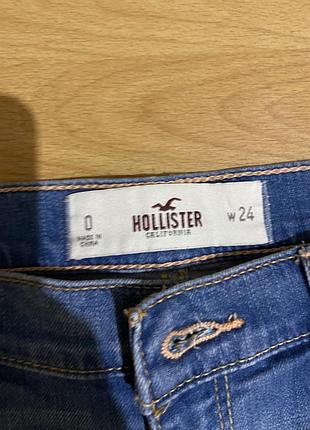 0
MADE IN
CHINA
HOLLISTER
CALIFORNIA
W 24